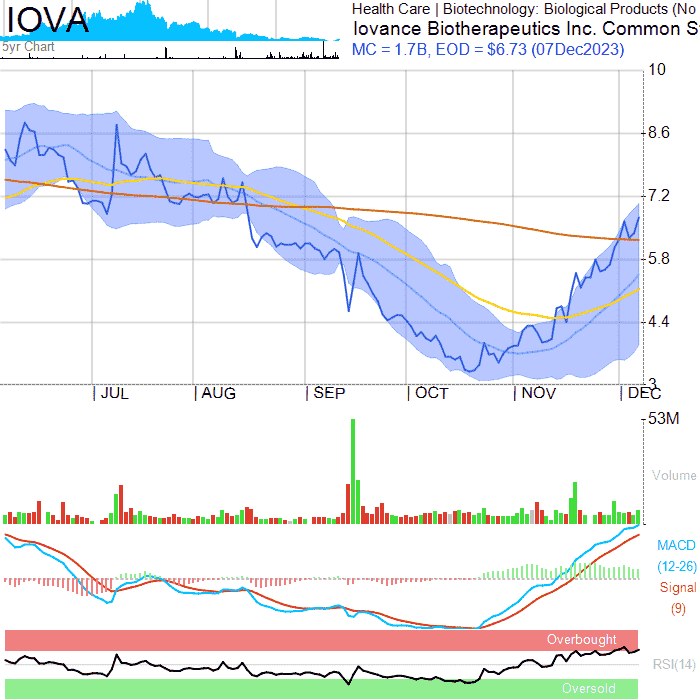 IOVA
5yr Chart
Health Care | Biotechnology: Biological Products (No
Iovance Biotherapeutics Inc. Common S
MC = 1.7B, EOD = $6.73 (07Dec2023)
10
8.6
7.2
5.8
4.4
3
JUL
AUG
SEP
OCT
NOV
DEC
53M
Volume
MACD
(12-26)
Signal
(9)
Overbought
RSI(14)
Oversold